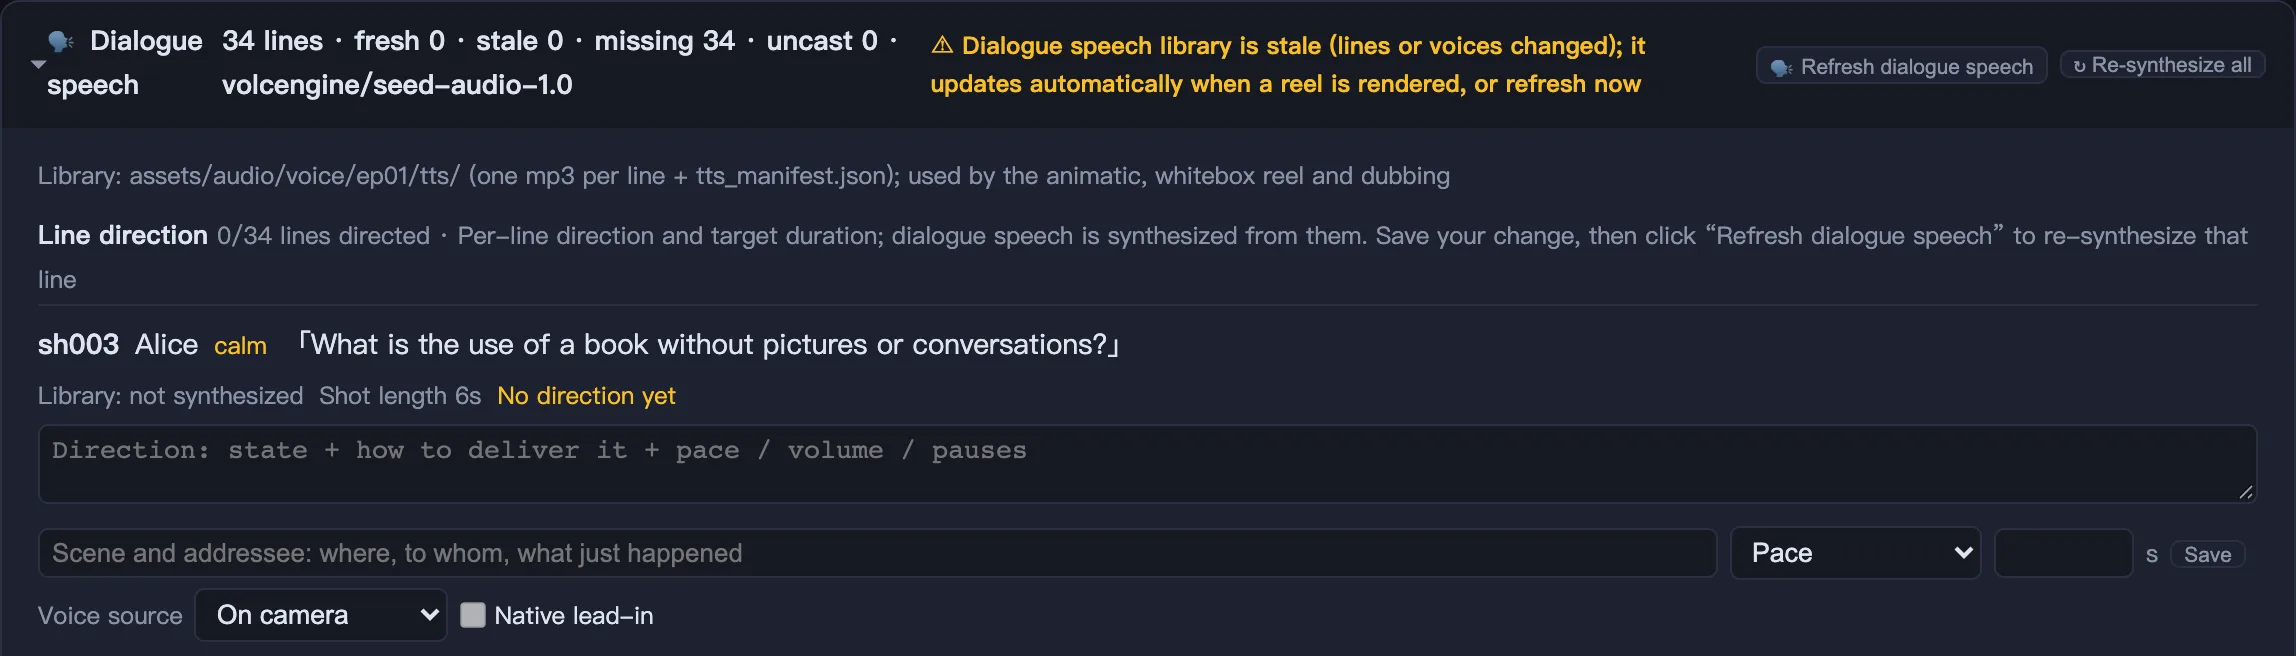 🗣 Dialogue speech
34 lines · fresh 0 · stale 0 · missing 34 · uncast 0 ·
volcengine/seed-audio-1.0
⚠ Dialogue speech library is stale (lines or voices changed); it
updates automatically when a reel is rendered, or refresh now
🗣 Refresh dialogue speech
↻ Re-synthesize all
Library: assets/audio/voice/ep01/tts/ (one mp3 per line + tts_manifest.json); used by the animatic, whitebox reel and dubbing
Line direction 0/34 lines directed · Per-line direction and target duration; dialogue speech is synthesized from them. Save your change, then click “Refresh dialogue speech” to re-synthesize that
line
sh003 Alice calm 「What is the use of a book without pictures or conversations?」
Library: not synthesized Shot length 6s No direction yet
Direction: state + how to deliver it + pace / volume / pauses
Scene and addressee: where, to whom, what just happened
Pace
s Save
Voice source On camera Native lead-in